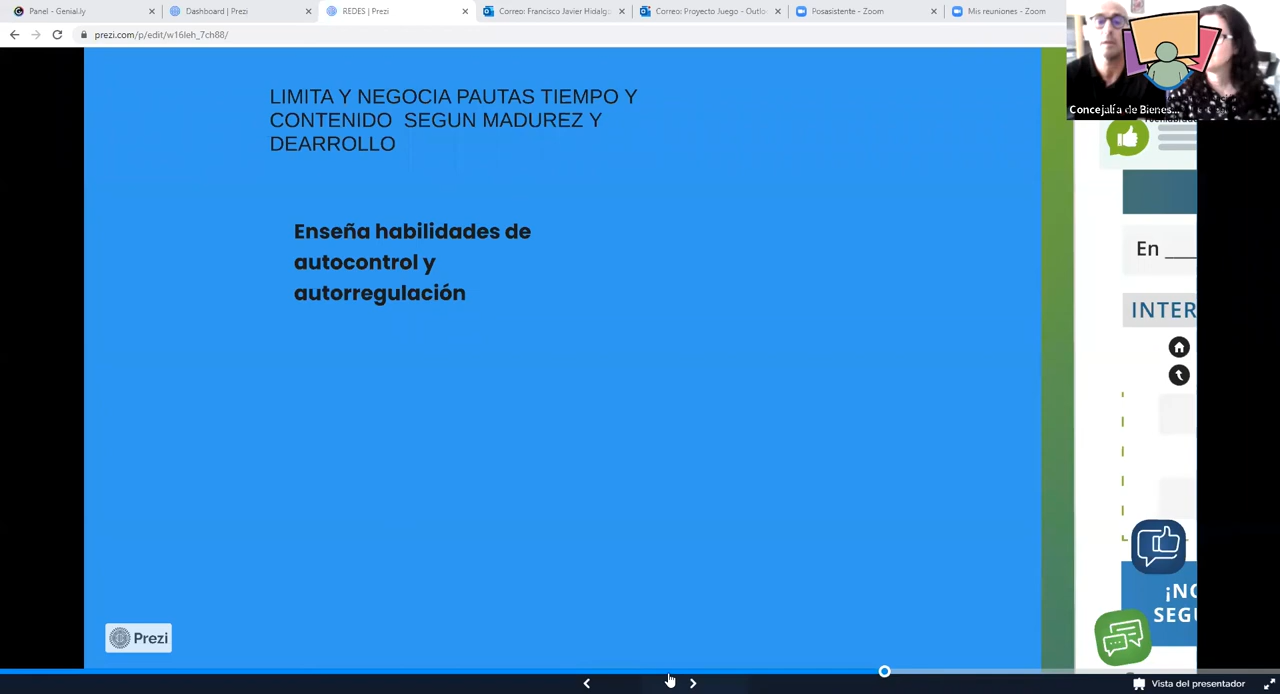 Panel - Genial.ly
Dashboard | Prezi
REDES | Prezi
Correo: Francisco Javier Hidalg
Correo: Proyecto Juego - Outlo
Posasistente - Zoom
Mis reuniones - Zoom
prezi.com/p/edit/w16leh_7ch88/
Concejalía de Bienes...
LIMITA Y NEGOCIA PAUTAS TIEMPO Y
CONTENIDO SEGUN MADUREZ Y
DEARROLLO
Enseña habilidades de
autocontrol y
autorregulación
En ___
INTER
¡NO
SEGU
Prezi
Vista del presentador